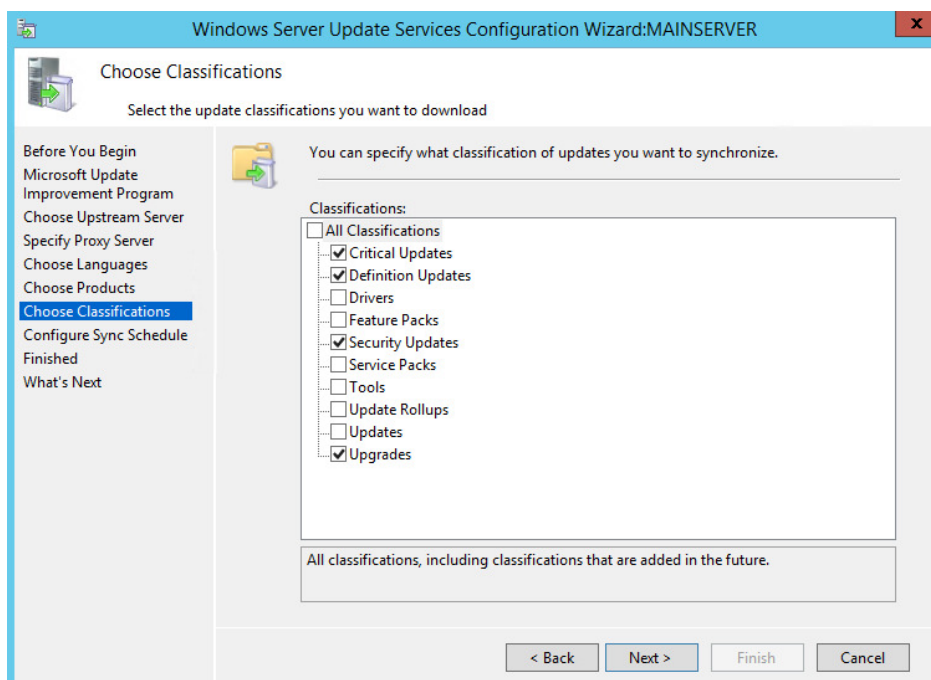 Windows Server Update Services Configuration Wizard:MAINSERVER
x
Choose Classifications
Select the update classifications you want to download
Before You Begin
Microsoft Update
Improvement Program
Choose Upstream Server
Specify Proxy Server
Choose Languages
Choose Products
Choose Classifications
Configure Sync Schedule
Finished
What's Next
You can specify what classification of updates you want to synchronize.
Classifications:
All Classifications
Critical Updates
Definition Updates
Drivers
Feature Packs
Security Updates
Service Packs
Tools
Update Rollups
Updates
Upgrades
All classifications, including classifications that are added in the future.
< Back
Next >
Finish
Cancel